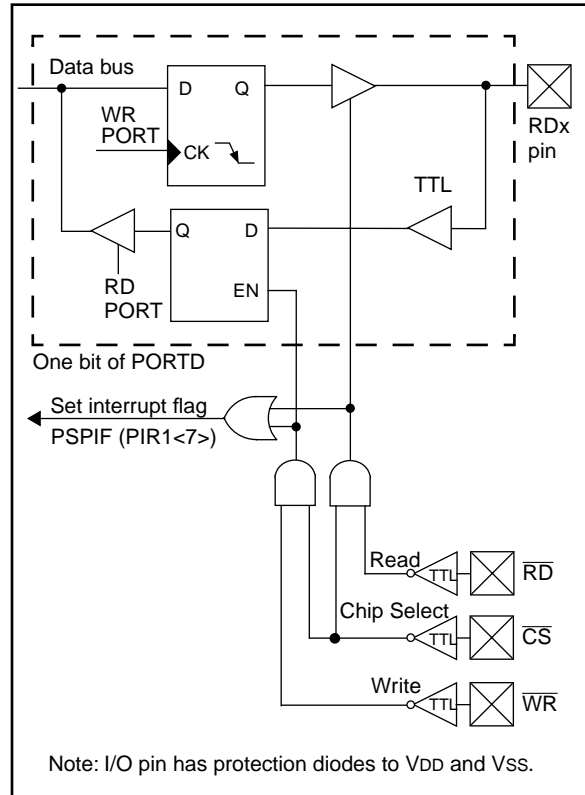 Data bus
D Q
WR
PORT
CK
RDx
pin
TTL
Q D
RD
PORT
EN
One bit of PORTD
Set interrupt flag
PSPIF (PIR1<7>)
Read
TTL
RD
Chip Select
TTL
CS
Write
TTL
WR
Note: I/O pin has protection diodes to VDD and VSS.